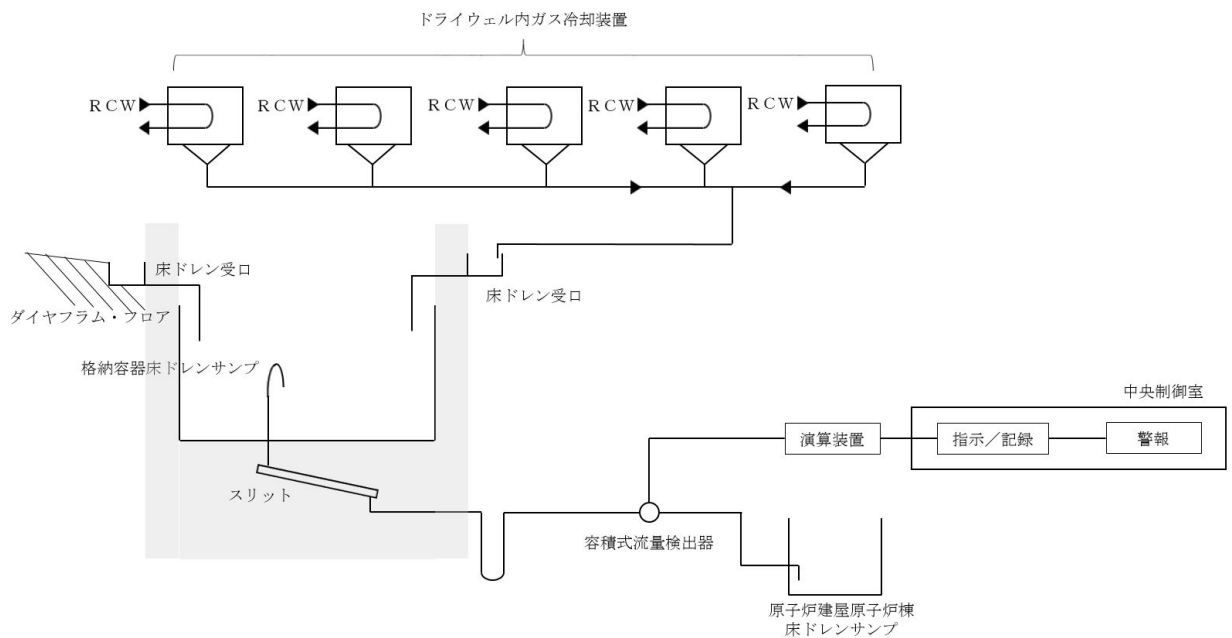 ドライウェル内ガス冷却装置
ＲＣＷ
ＲＣＷ
ＲＣＷ
ＲＣＷ
ＲＣＷ
床ドレン受口
床ドレン受口
ダイヤフラム・フロア
格納容器床ドレンサンプ
中央制御室
演算装置
指示／記録
警報
スリット
容積式流量検出器
原子炉建屋原子炉棟
床ドレンサンプ